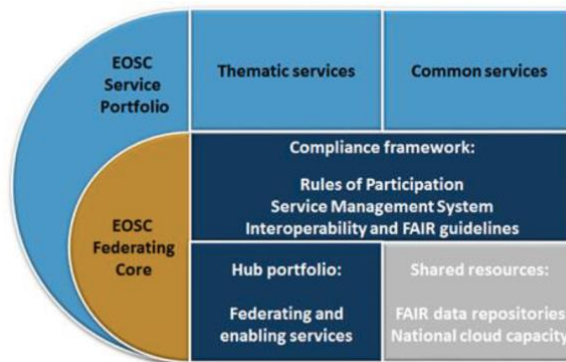 EOSC
Service
Portfolio
Thematic services
Common services
EOSC
Federating
Core
Compliance framework:
Rules of Participation
Service Management System
Interoperability and FAIR guidelines
Hub portfolio:
Federating and
enabling services
Shared resources:
FAIR data repositories
National cloud capacity